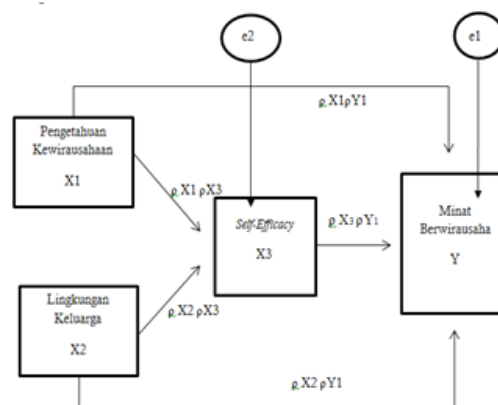 e2
e1
ρ X1ρY1
Pengetahuan
Kewirausahaan
X1
ρ X1 ρX3
Self-Efficacy
X3
ρ X3 ρY1
Minat
Berwirausaha
Y
ρ X2 ρX3
Lingkungan
Keluarga
X2
ρ X2 ρY1